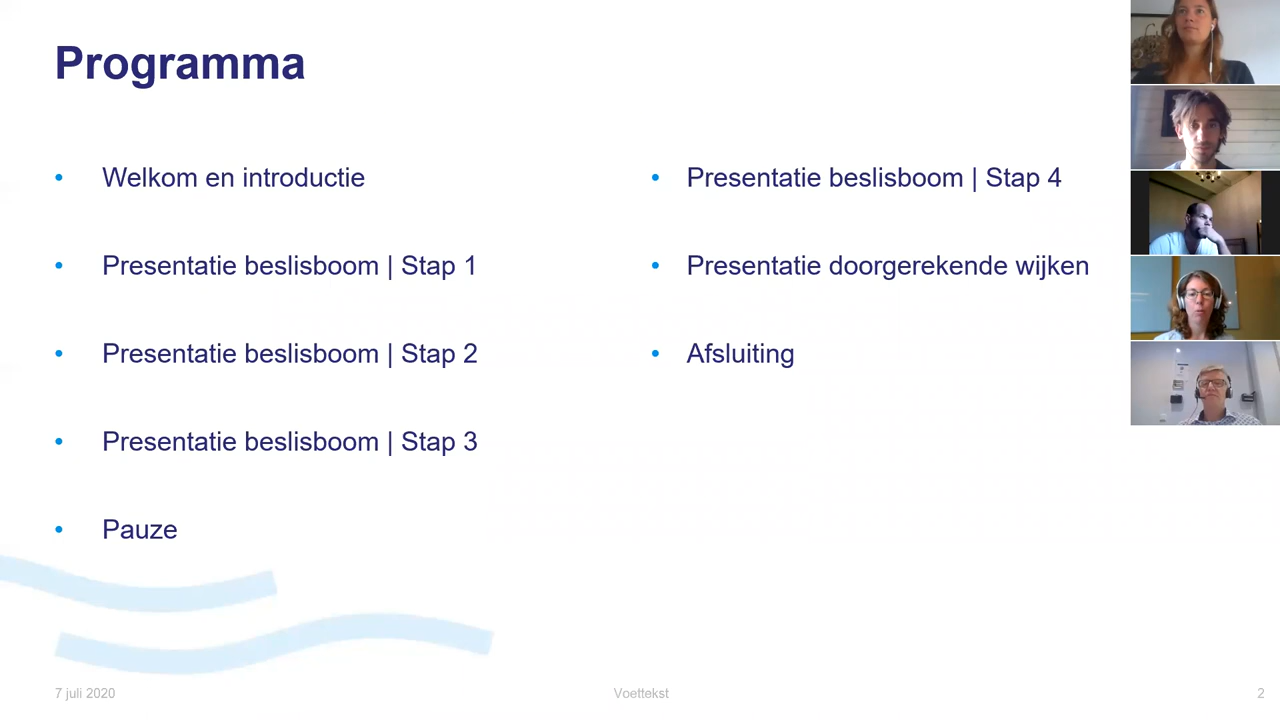 Programma
• Welkom en introductie
• Presentatie beslisboom | Stap 1
• Presentatie beslisboom | Stap 2
• Presentatie beslisboom | Stap 3
• Pauze
• Presentatie beslisboom | Stap 4
• Presentatie doorgerekende wijken
• Afsluiting
7 juli 2020
Voettekst
2